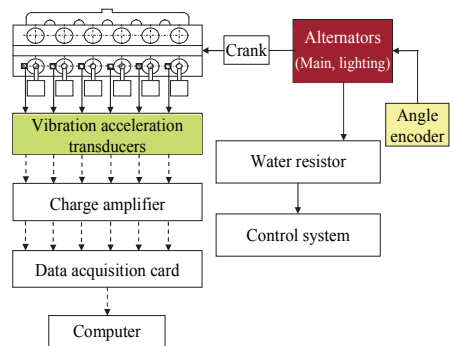 Crank
Alternators
(Main, lighting)
Angle
encoder
Vibration acceleration
transducers
Water resistor
Charge amplifier
Control system
Data acquisition card
Computer